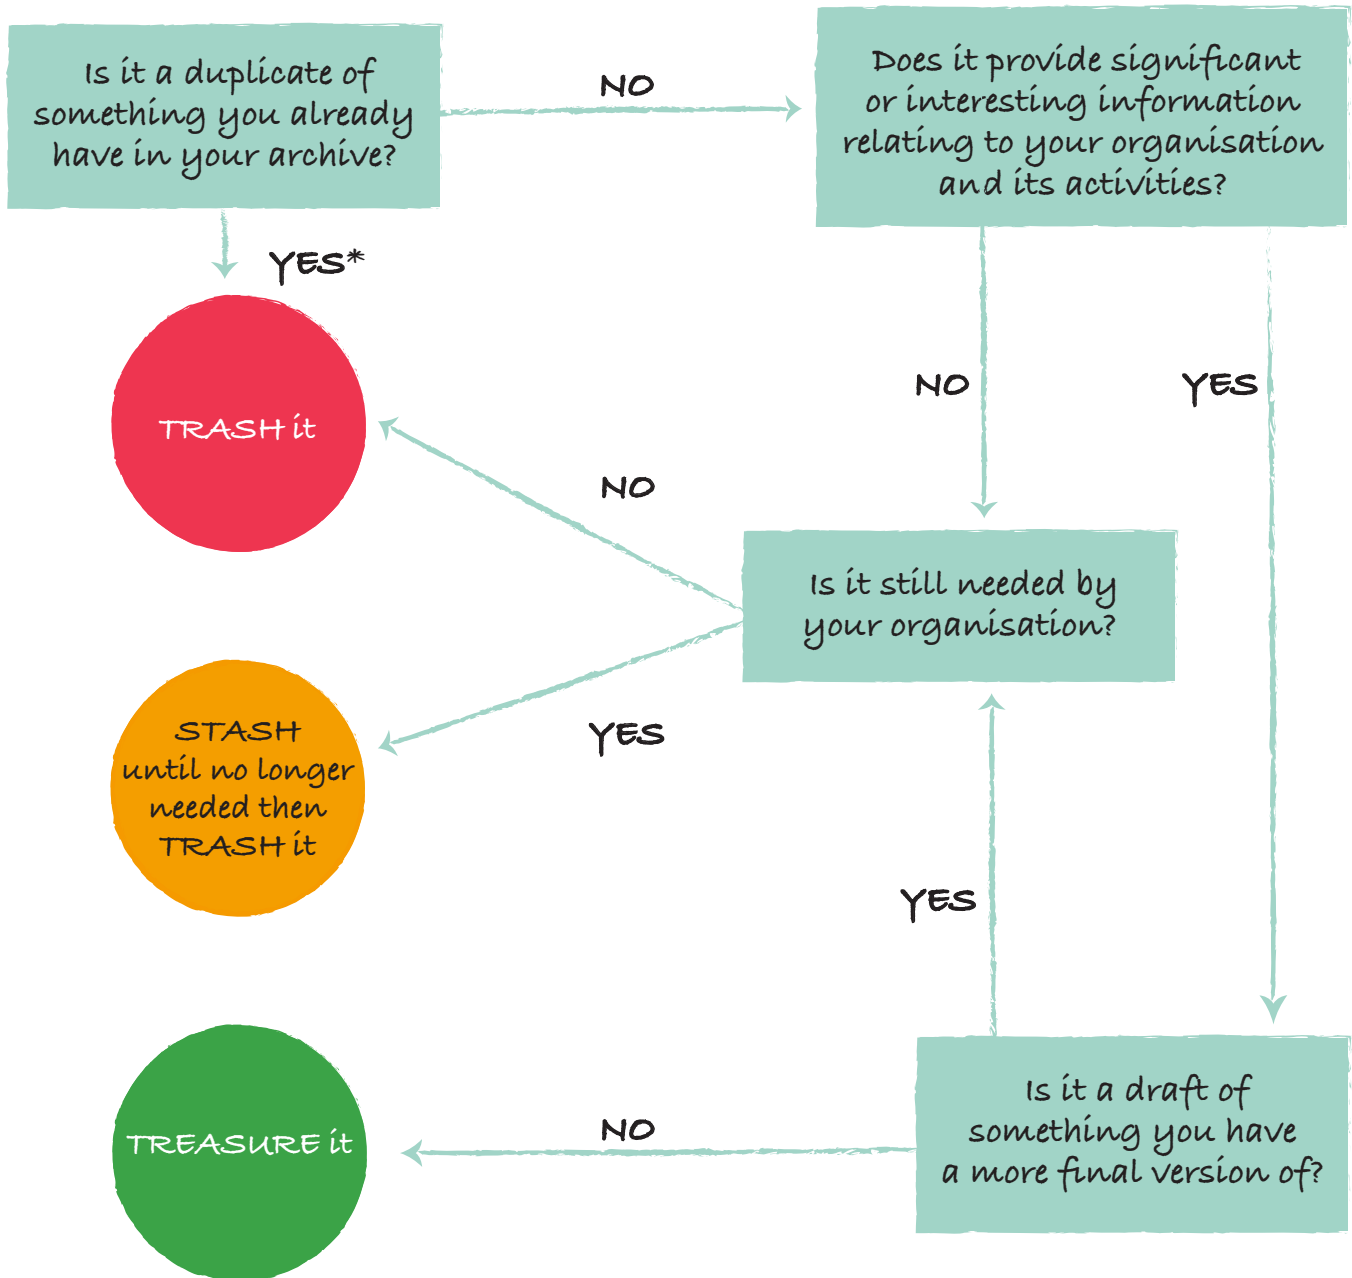 Is it a duplicate of
something you already
have in your archive?
NO
Does it provide significant
or interesting information
relating to your organisation
and its activities?
YES*
TRASH it
NO
YES
NO
Is it still needed by
your organisation?
YES
STASH
until no longer
needed then
TRASH it
YES
Is it a draft of
something you have
a more final version of?
NO
TREASURE it